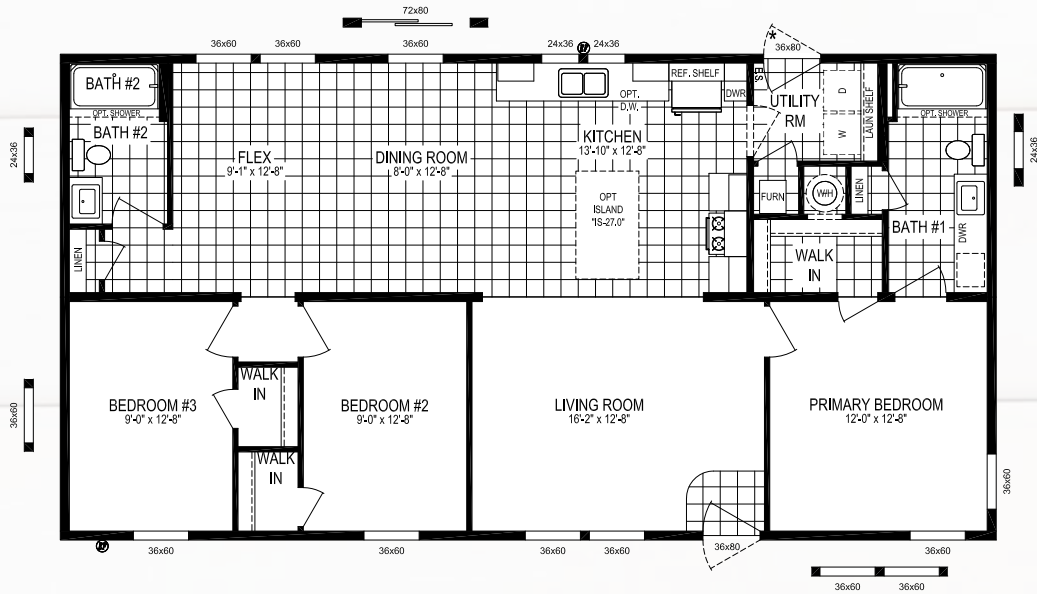 72x80
36x60
36x60
36x60
24x36
24x36
36x80
*
BATH #2
OPT. SHOWER
BATH #2
LINEN
FLEX
9'-1" x 12'-8"
DINING ROOM
8'-0" x 12'-8"
OPT.
D.W.
REF. SHELF
DWR
KITCHEN
13'-10" x 12'-8"
OPT
ISLAND
"IS-27.0"
E.S.
UTILITY
RM
D
W
LAUN SHELF
FURN
W/H
LINEN
OPT. SHOWER
BATH #1
DWR
WALK
IN
24x36
24x36
36x60
BEDROOM #3
9'-0" x 12'-8"
WALK
IN
WALK
IN
BEDROOM #2
9'-0" x 12'-8"
LIVING ROOM
16'-2" x 12'-8"
PRIMARY BEDROOM
12'-0" x 12'-8"
36x60
36x60
36x60
36x60
36x60
36x80
36x60
36x60
36x60